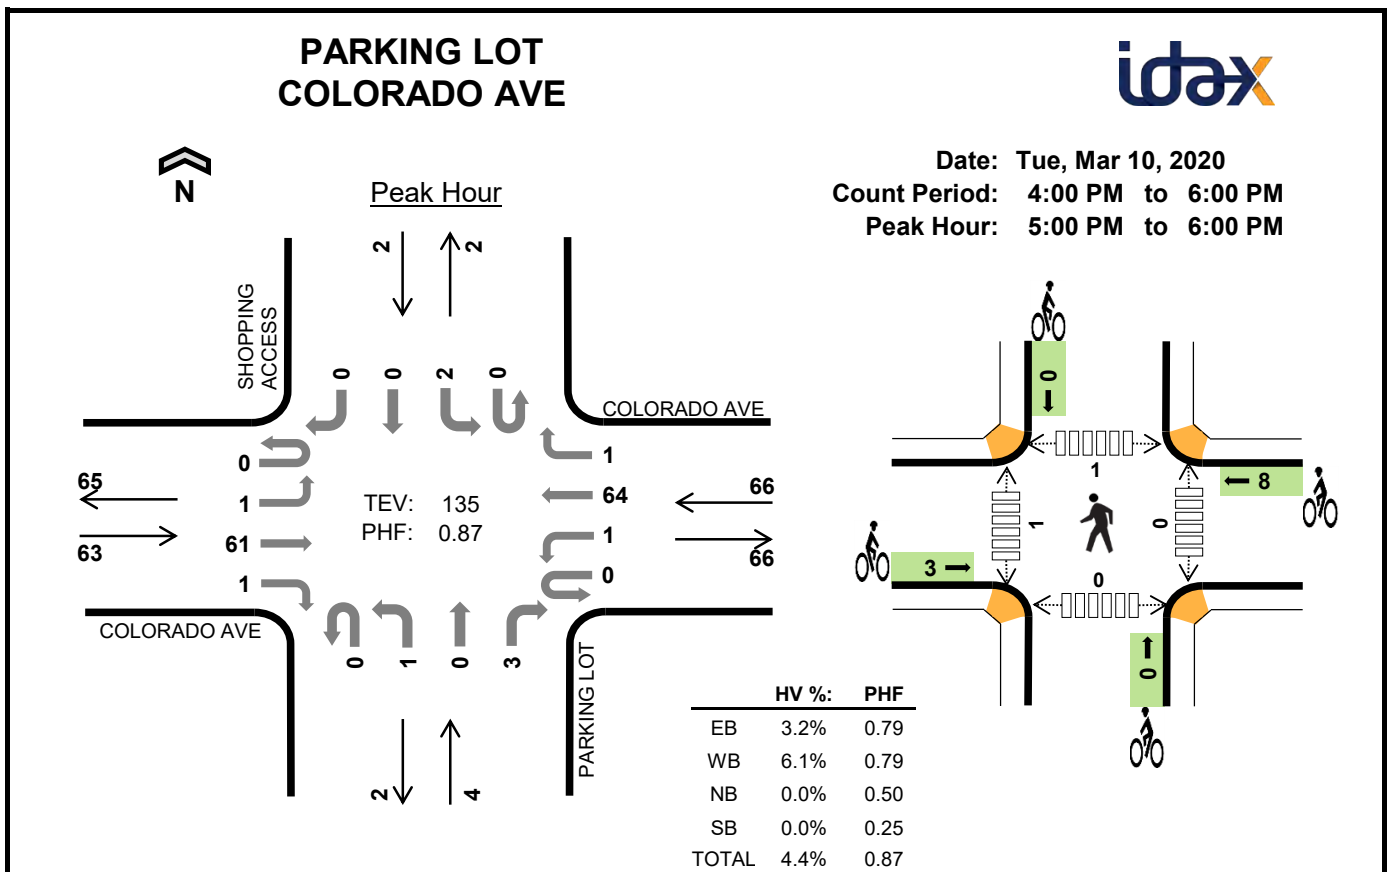 PARKING LOT
COLORADO AVE
idax
Date: Tue, Mar 10, 2020
Count Period: 4:00 PM to 6:00 PM
Peak Hour: 5:00 PM to 6:00 PM
N
Peak Hour
2 2
SHOPPING
ACCESS
0 0 2 0
COLORADO AVE
0
1
61
1
65
63
TEV: 135
PHF: 0.87
1
64
1
0
66
66
COLORADO AVE
0 1 0 3
PARKING LOT
2 4
0
1
8
1
0
3
0
0
HV %: PHF
EB 3.2% 0.79
WB 6.1% 0.79
NB 0.0% 0.50
SB 0.0% 0.25
TOTAL 4.4% 0.87